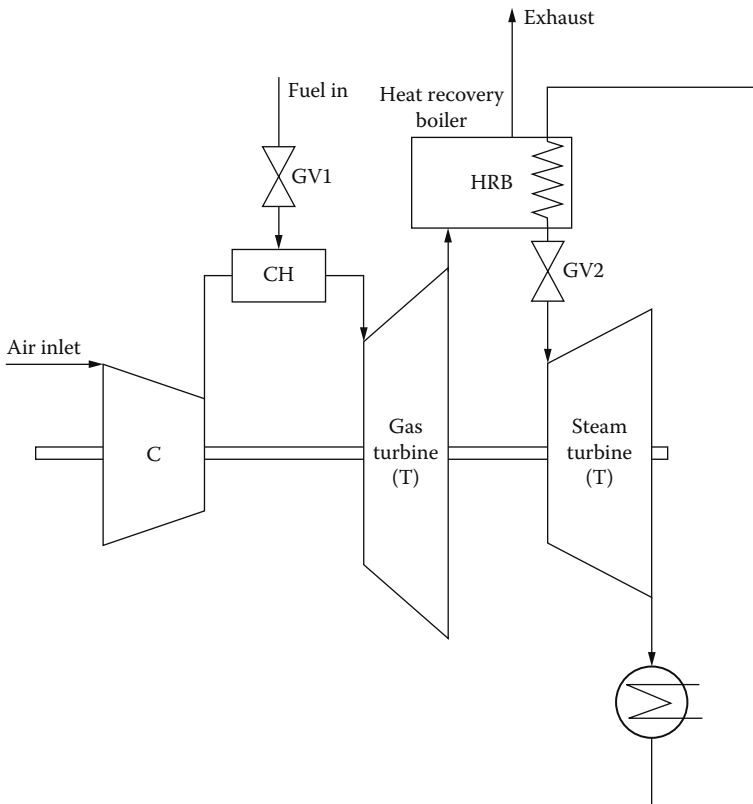 Exhaust
Fuel in
Heat recovery
boiler
GV1
HRB
CH
GV2
Air inlet
C
Gas
turbine
(T)
Steam
turbine
(T)